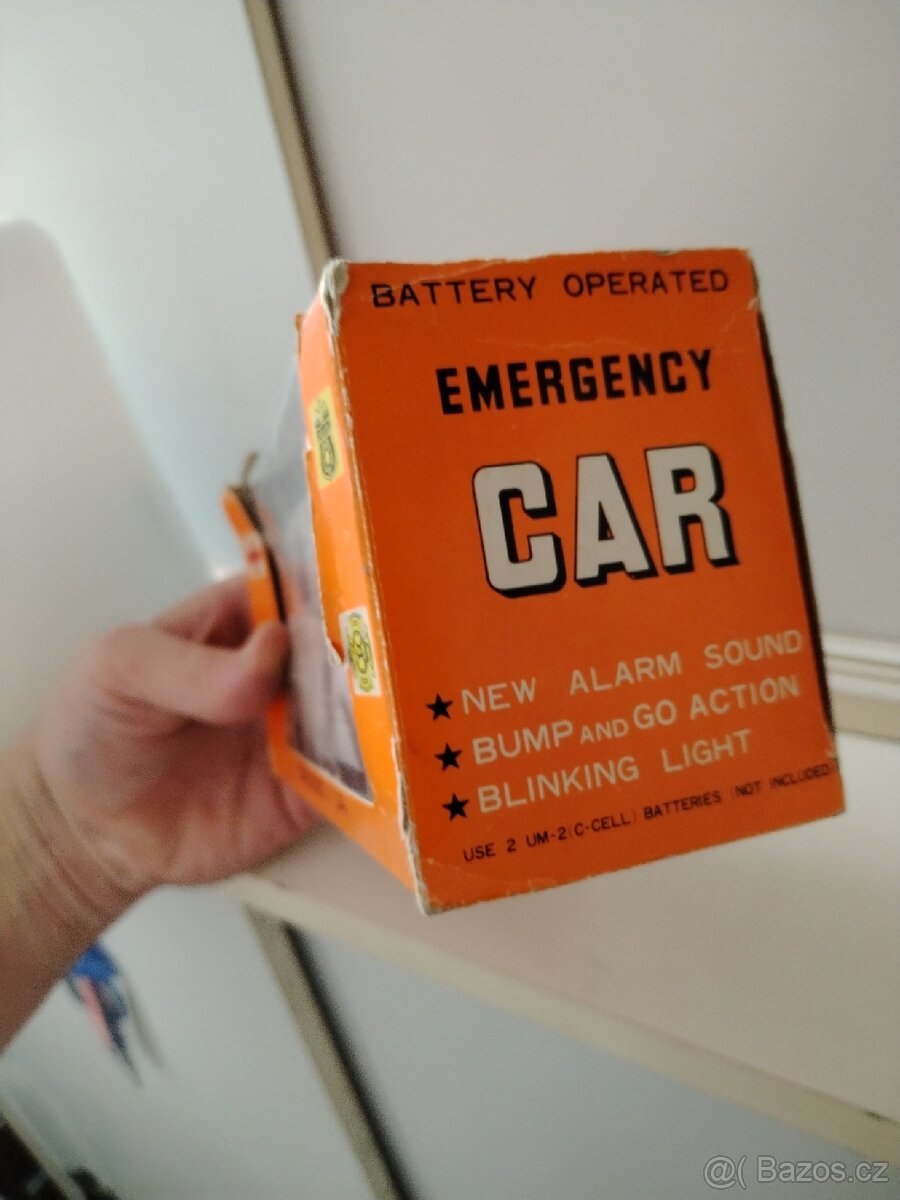 BATTERY OPERATED
EMERGENCY
CAR
★ NEW ALARM SOUND
★ BUMP AND GO ACTION
★ BLINKING LIGHT
USE 2 UM-2(C-CELL) BATTERIES (NOT INCLUDED)
@( Bazos.cz